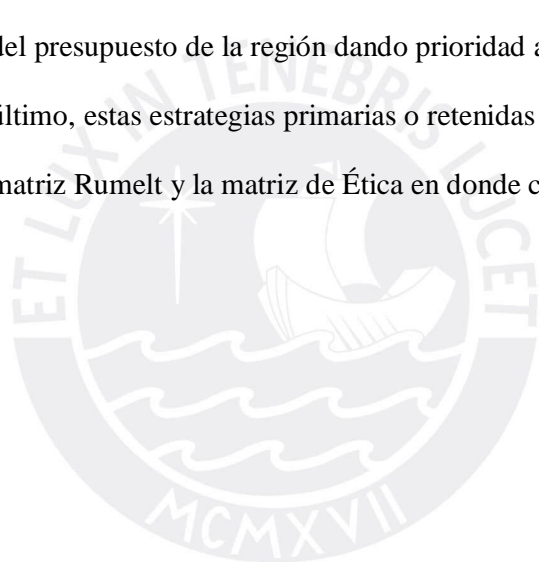 del presupuesto de la región dando prioridad a
último, estas estrategias primarias o retenidas
matriz Rumelt y la matriz de Ética en donde c
ET LUX IN TENEBRIS LUCET
MCMXVII